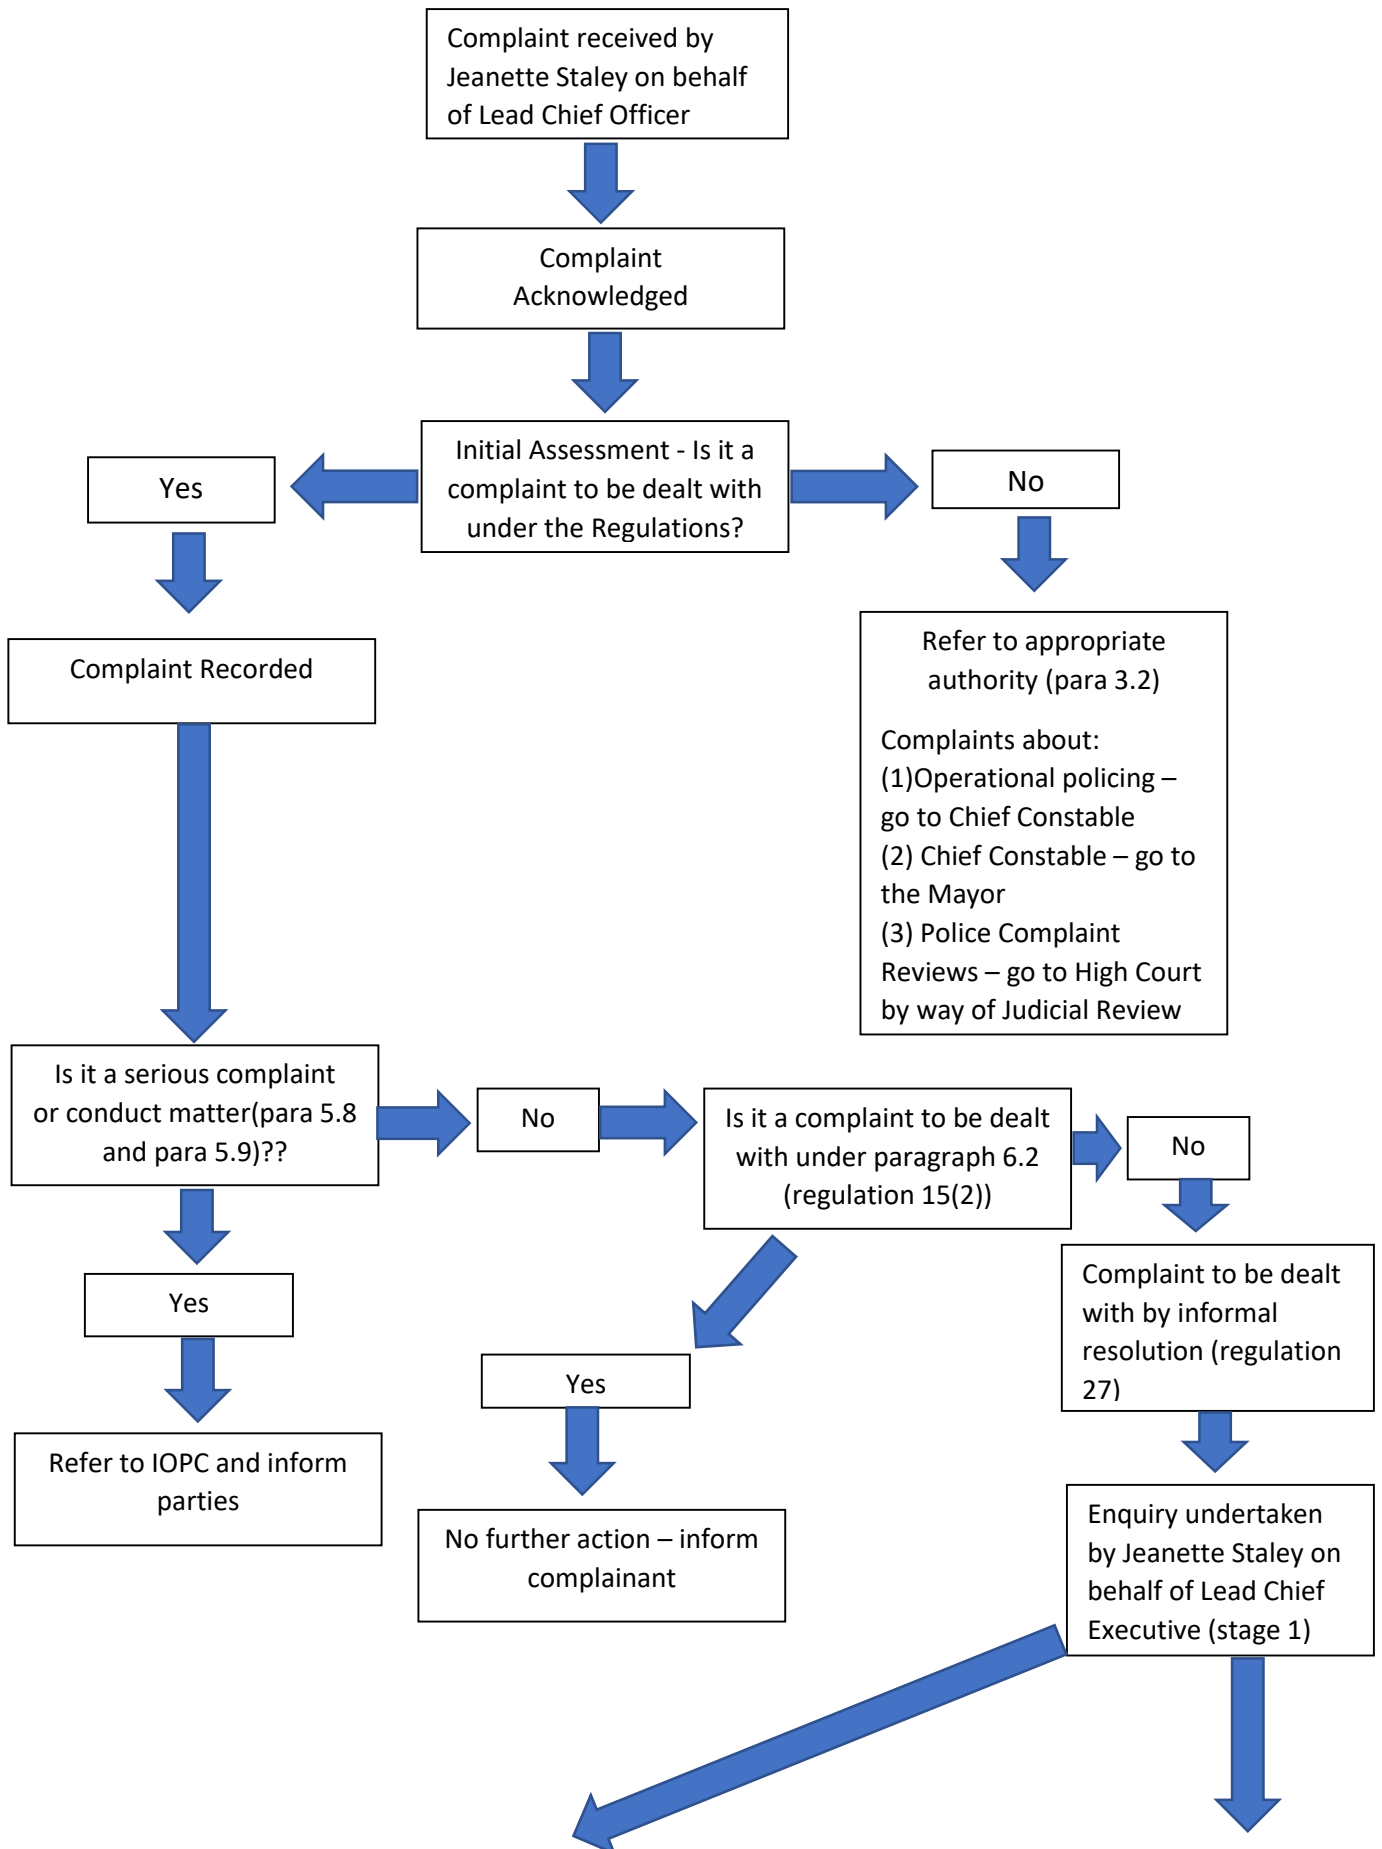 Complaint received by
Jeanette Staley on behalf
of Lead Chief Officer
Complaint
Acknowledged
Initial Assessment - Is it a
complaint to be dealt with
under the Regulations?
Yes
No
Complaint Recorded
Refer to appropriate
authority (para 3.2)
Complaints about:
(1)Operational policing –
go to Chief Constable
(2) Chief Constable – go to
the Mayor
(3) Police Complaint
Reviews – go to High Court
by way of Judicial Review
Is it a serious complaint
or conduct matter(para 5.8
and para 5.9)??
No
Is it a complaint to be dealt
with under paragraph 6.2
(regulation 15(2))
No
Yes
Complaint to be dealt
with by informal
resolution (regulation
27)
Yes
Refer to IOPC and inform
parties
No further action – inform
complainant
Enquiry undertaken
by Jeanette Staley on
behalf of Lead Chief
Executive (stage 1)